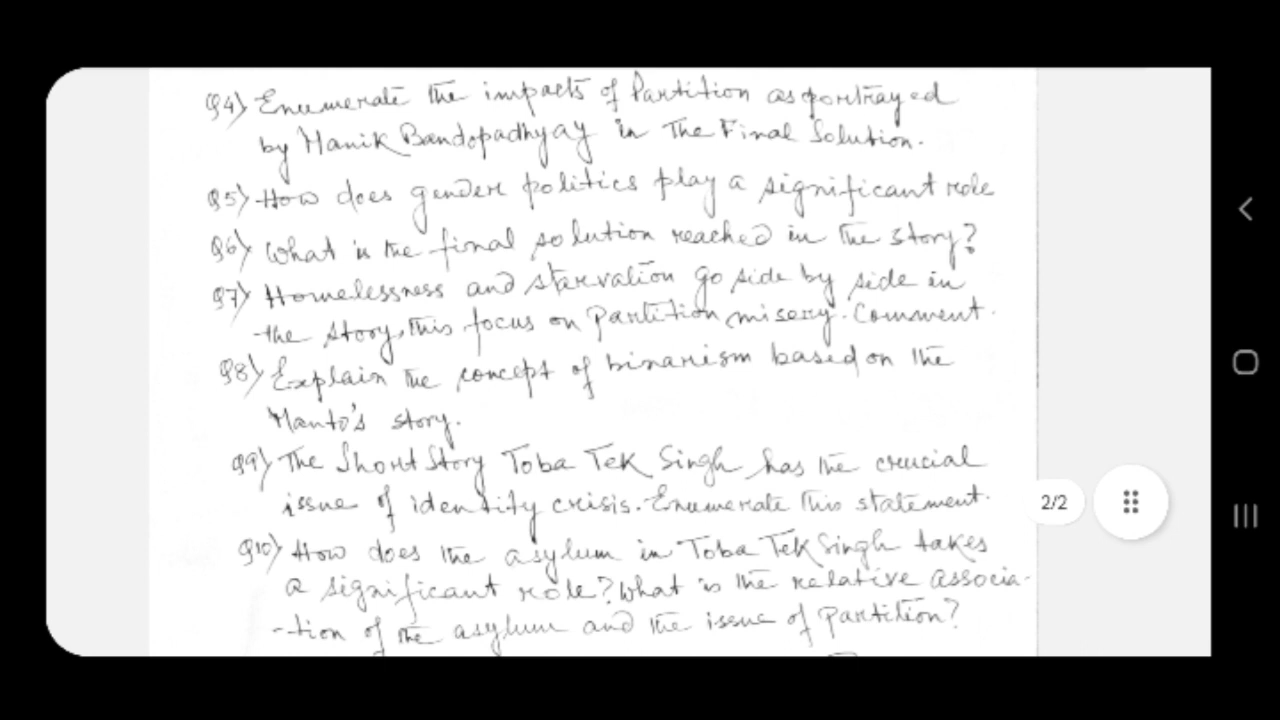 Q4) Enumerate the impacts of Partition as portrayed
by Manik Bandopadhyay in The Final Solution.
Q5) How does gender politics play a significant role
Q6) What is the final solution reached in the story?
Q7) Homelessness and starvation go side by side in
the story, this focus on Partition misery. Comment.
Q8) Explain the concept of binarism based on the
Manto's story.
Q9) The Short Story Toba Tek Singh has the crucial
issue of identity crisis. Enumerate this statement.
Q10) How does the asylum in Toba Tek Singh takes
a significant role? What is the relative associa-
-tion of the asylum and the issue of partition?
2/2